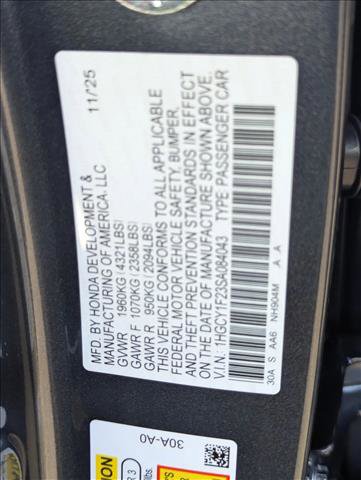 MFD. BY HONDA DEVELOPMENT &
MANUFACTURING OF AMERICA, LLC
11/25
GVWR 1960KG (4321LBS)
GAWR F 1070KG (2358LBS)
GAWR R 950KG (2094LBS)
THIS VEHICLE CONFORMS TO ALL APPLICABLE
FEDERAL MOTOR VEHICLE SAFETY, BUMPER,
AND THEFT PREVENTION STANDARDS IN EFFECT
ON THE DATE OF MANUFACTURE SHOWN ABOVE.
V.I.N.: 1HGCY1F23SA084043 TYPE PASSENGER CAR
30A S AA6 NH904M A A
30A-A0